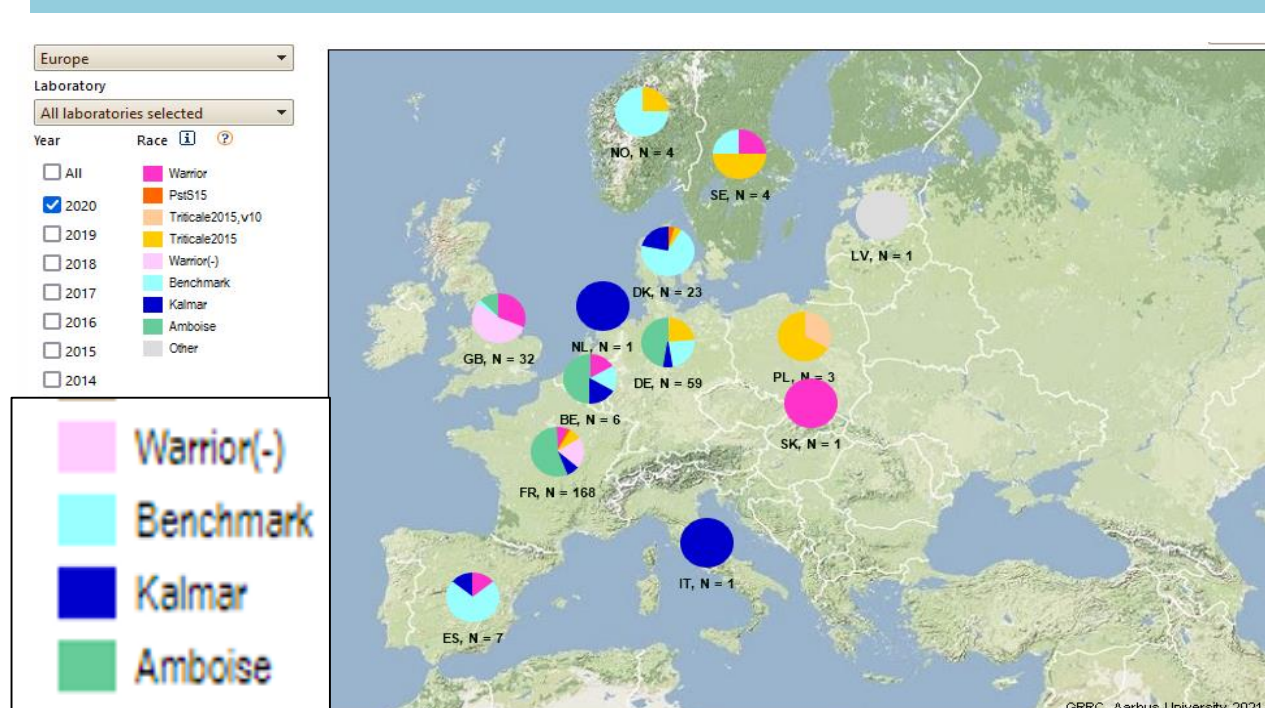 Europe
Laboratory
All laboratories selected
Year Race i ?
All
2020
2019
2018
2017
2016
2015
2014
Warrior
PstS15
Triticale2015,v10
Triticale2015
Warrior(-)
Benchmark
Kalmar
Amboise
Other
Warrior(-)
Benchmark
Kalmar
Amboise
NO, N = 4
SE, N = 4
LV, N = 1
DK, N = 23
GB, N = 32
NL, N = 1
DE, N = 59
PL, N = 3
BE, N = 6
SK, N = 1
FR, N = 168
IT, N = 1
ES, N = 7
GRRC, Aarhus University 2021